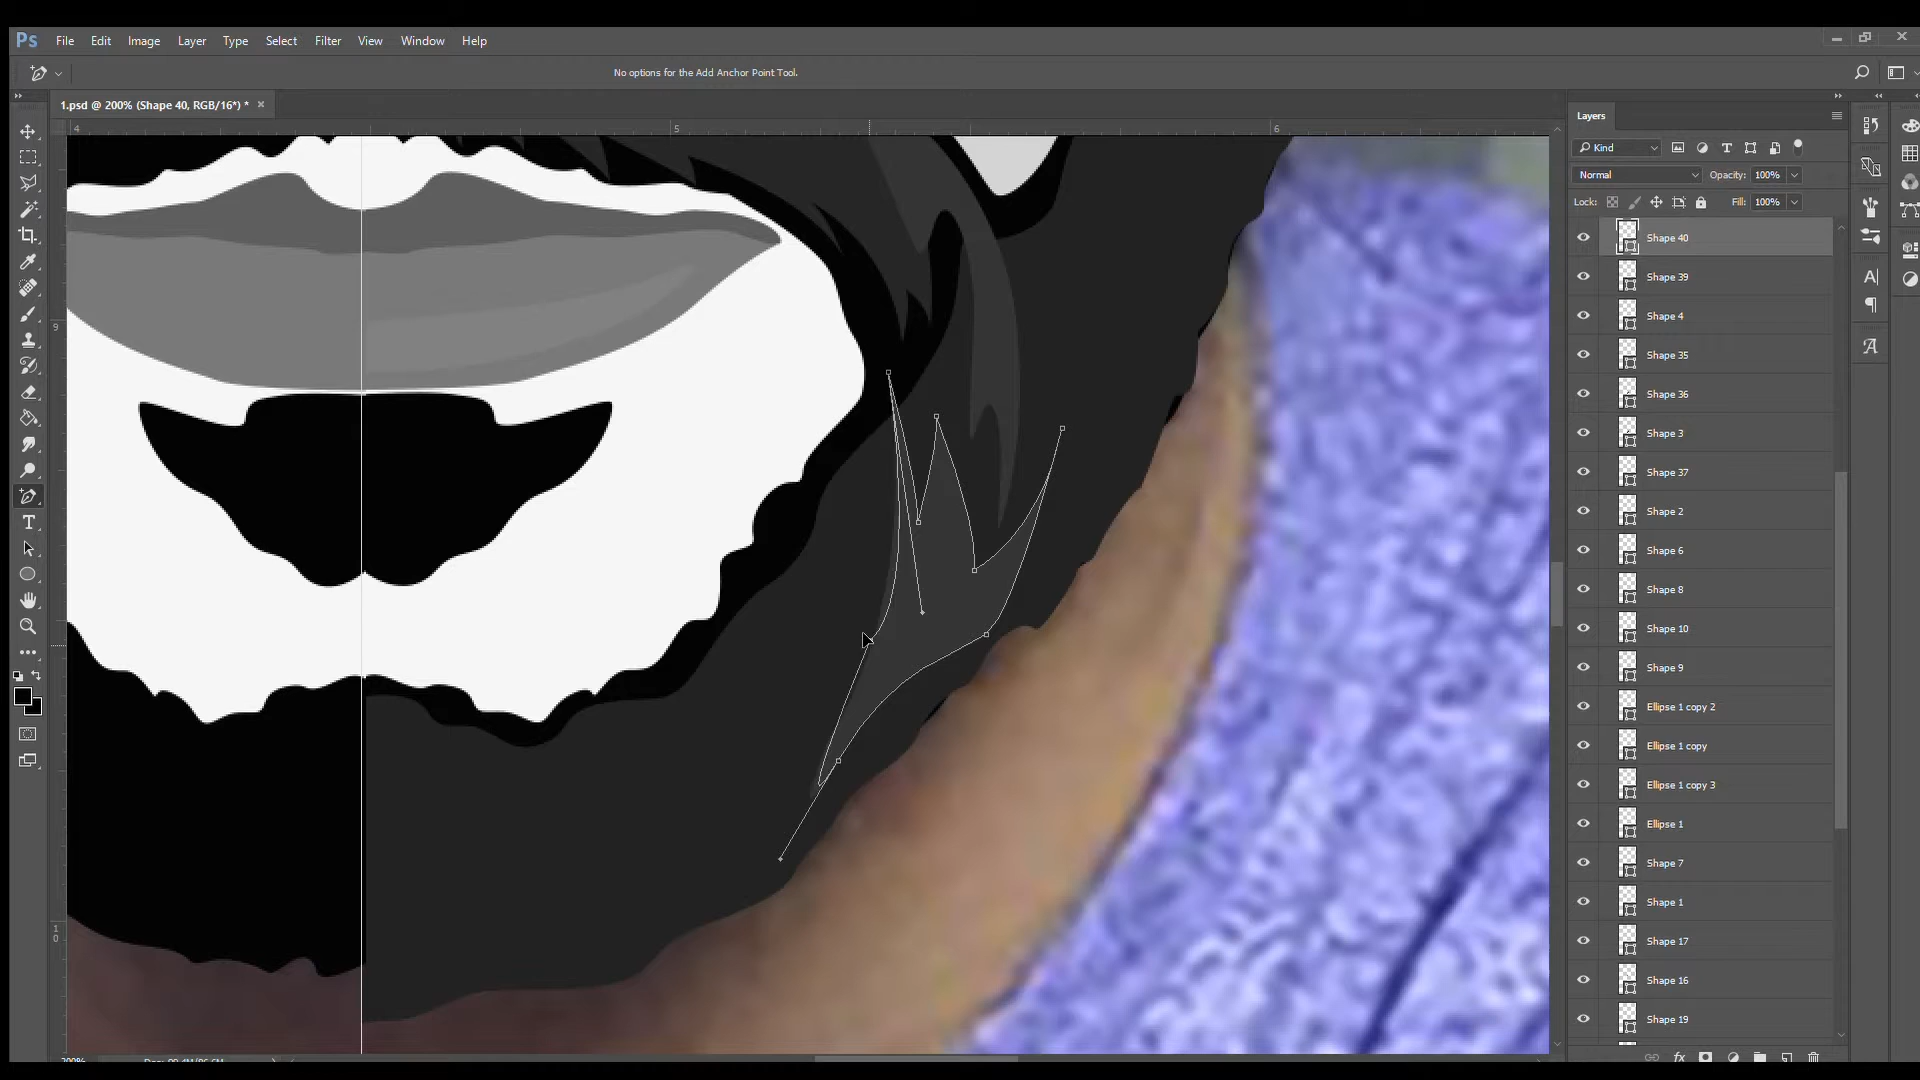 Ps File Edit Image Layer Type Select Filter View Window Help
No options for the Add Anchor Point Tool.
1.psd @ 200% (Shape 40, RGB/16*) * ×
4 5 6
9
10
Layers
Kind
Normal Opacity: 100%
Lock: Fill: 100%
Shape 40
Shape 39
Shape 4
Shape 35
Shape 36
Shape 3
Shape 37
Shape 2
Shape 6
Shape 8
Shape 10
Shape 9
Ellipse 1 copy 2
Ellipse 1 copy
Ellipse 1 copy 3
Ellipse 1
Shape 7
Shape 1
Shape 17
Shape 16
Shape 19
200%
fx